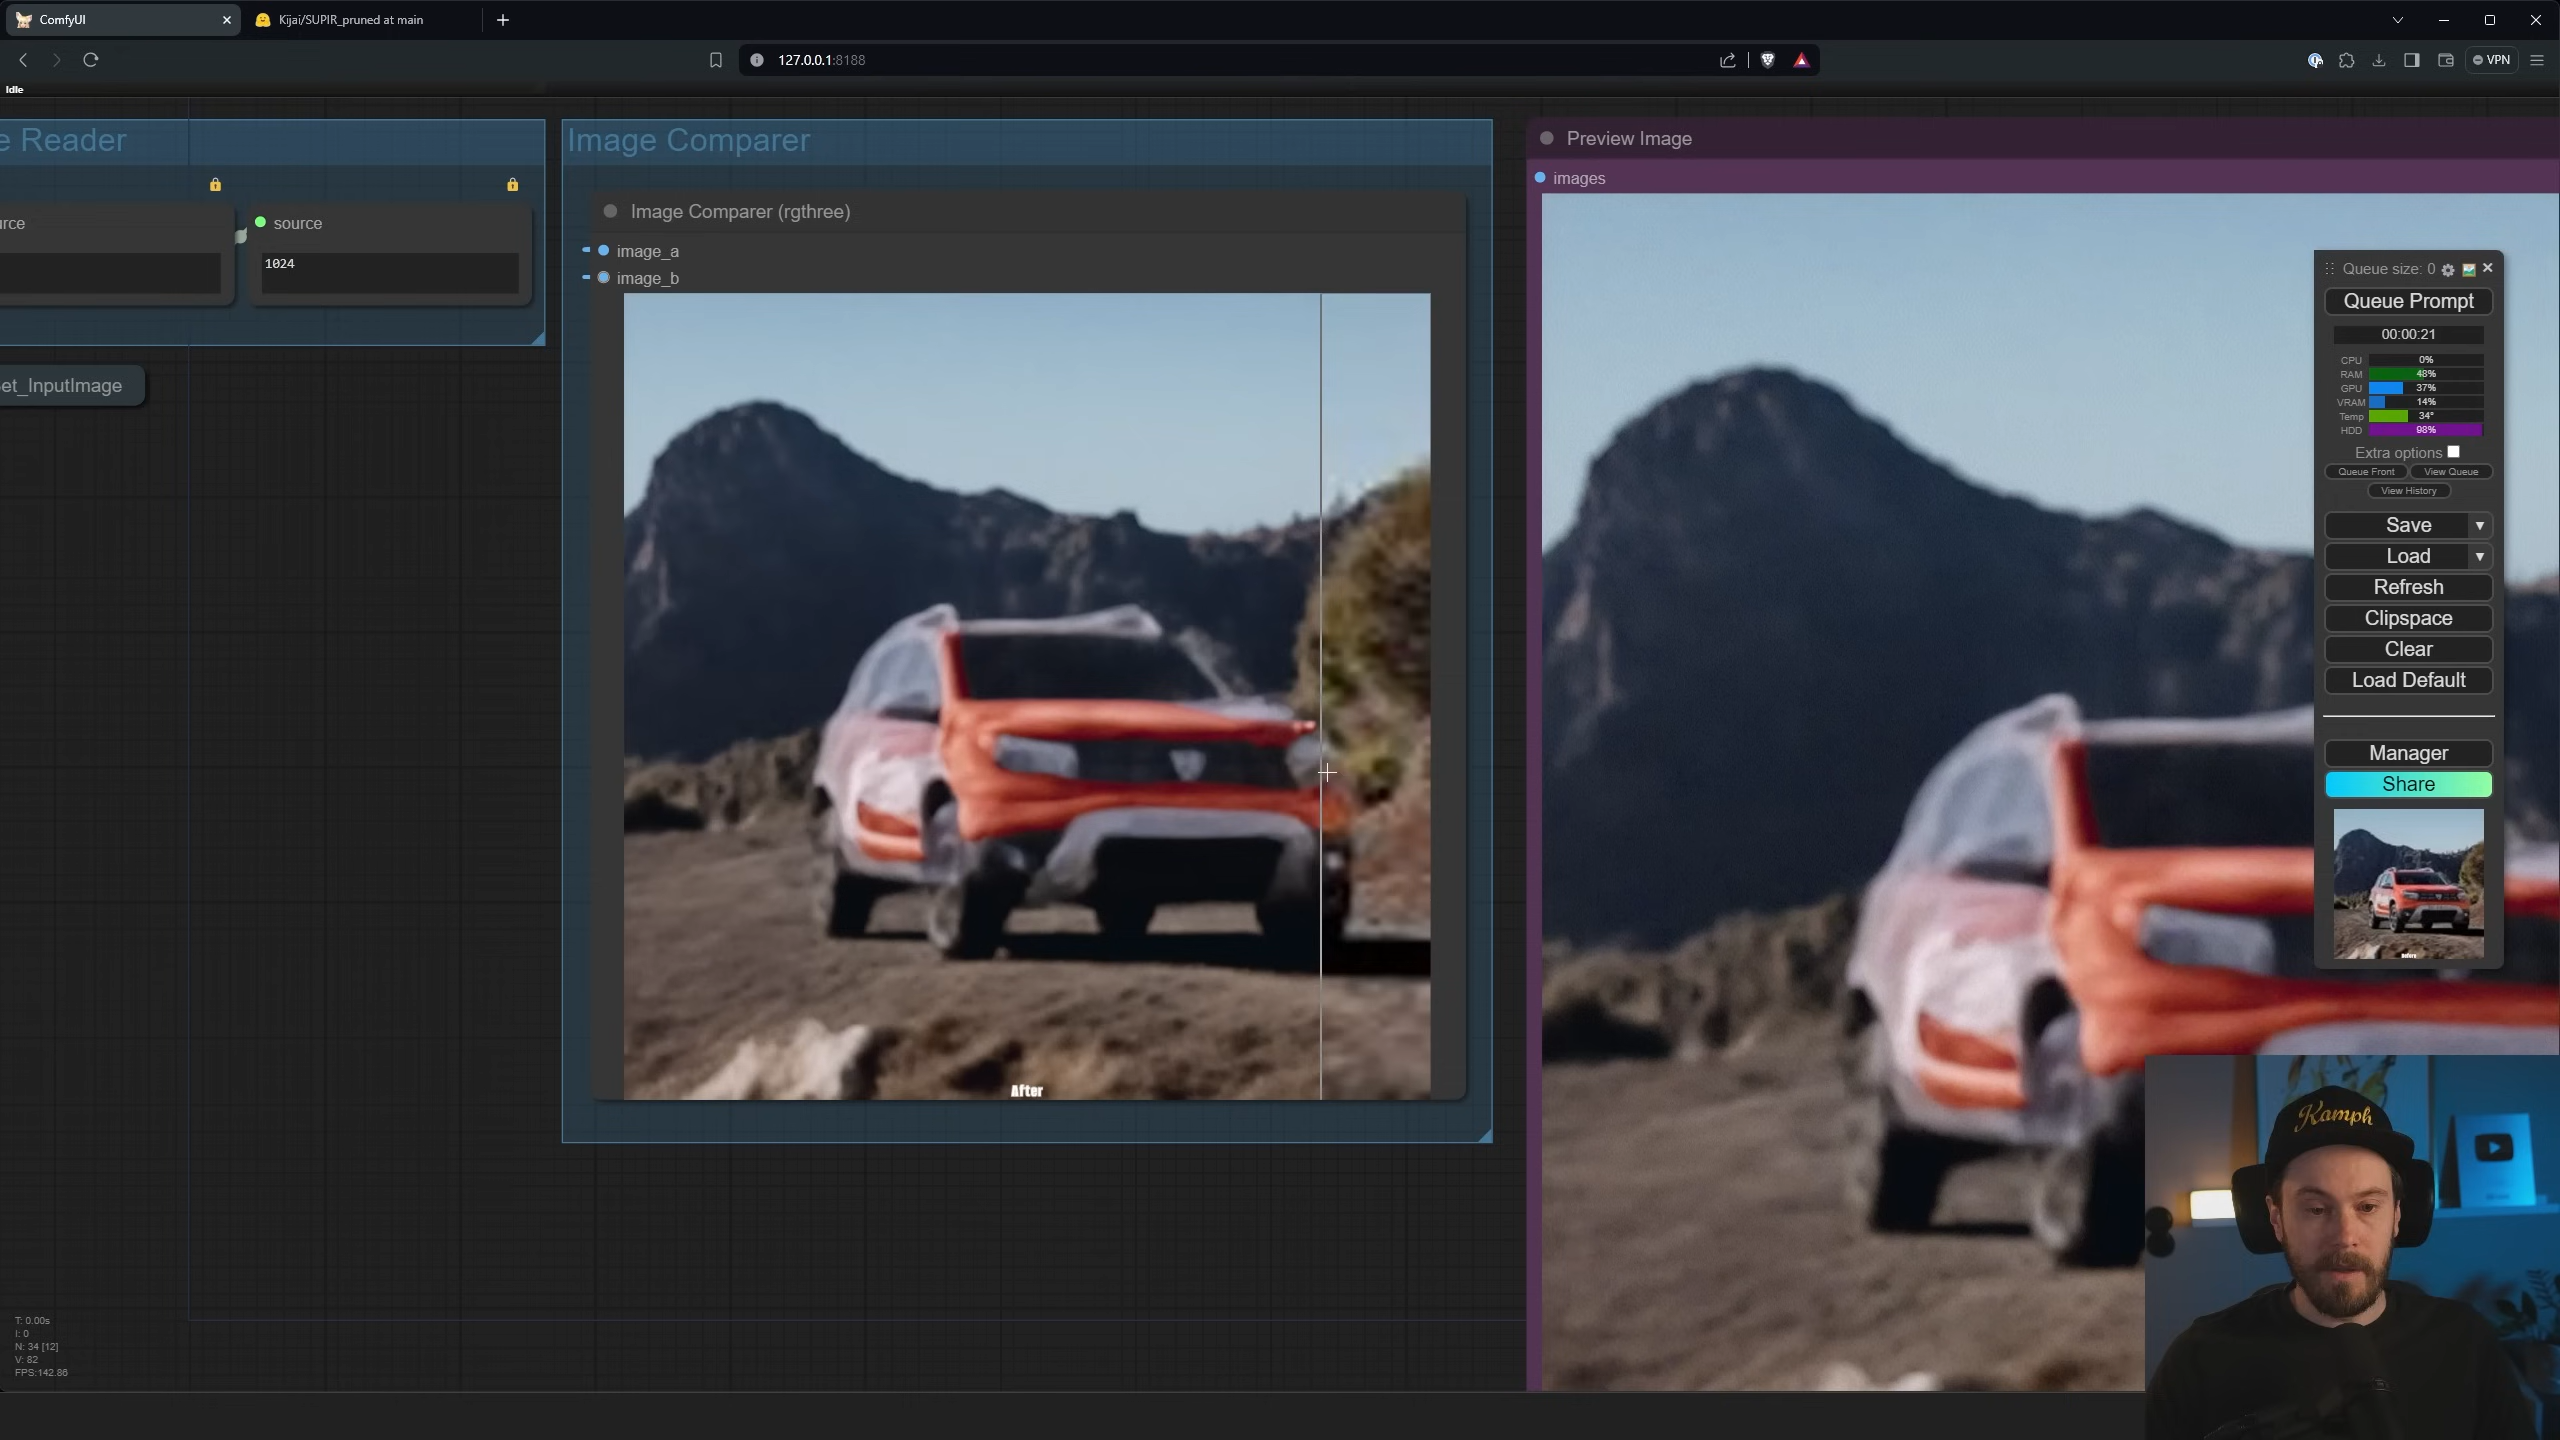 ComfyUI
Kijai/SUPIR_pruned at main
127.0.0.1:8188
VPN
Idle
e Reader
Image Comparer
Preview Image
images
urce
source
1024
Image Comparer (rgthree)
image_a
image_b
et_InputImage
After
Queue size: 0
Queue Prompt
00:00:21
CPU 0%
RAM 48%
GPU 37%
VRAM 14%
Temp 34°
HDD 98%
Extra options
Queue Front
View Queue
View History
Save
Load
Refresh
Clipspace
Clear
Load Default
Manager
Share
Before
Kamph
T: 0.00s
I: 0
N: 34 [12]
V: 82
FPS:142.86